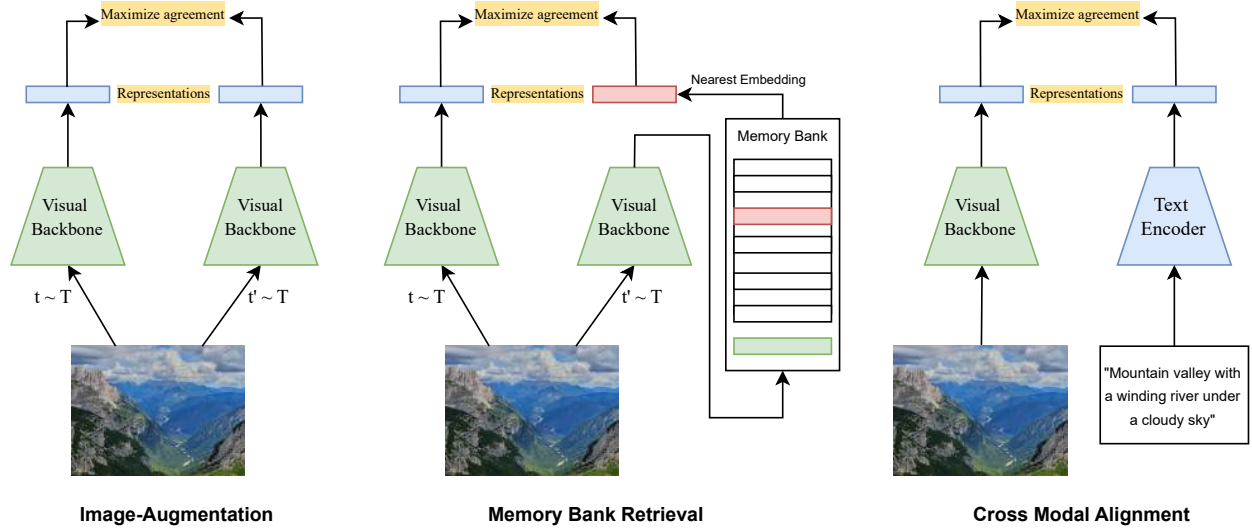 Maximize agreement
Representations
Visual
Backbone
Visual
Backbone
t ~ T
t' ~ T
Image-Augmentation
Maximize agreement
Representations
Nearest Embedding
Memory Bank
Visual
Backbone
Visual
Backbone
t ~ T
t' ~ T
Memory Bank Retrieval
Maximize agreement
Representations
Visual
Backbone
Text
Encoder
"Mountain valley with
a winding river under
a cloudy sky"
Cross Modal Alignment